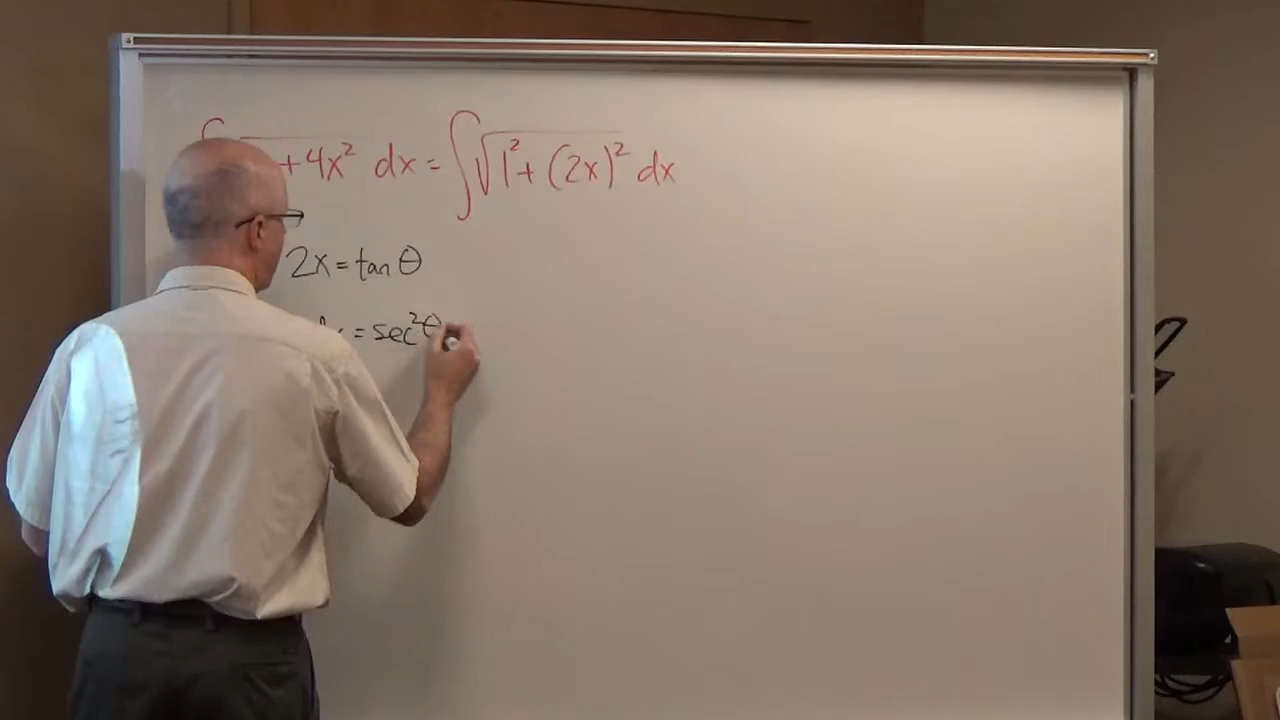 + 4x² dx = ∫√1² + (2x)² dx
2x = tan θ
= sec²θ